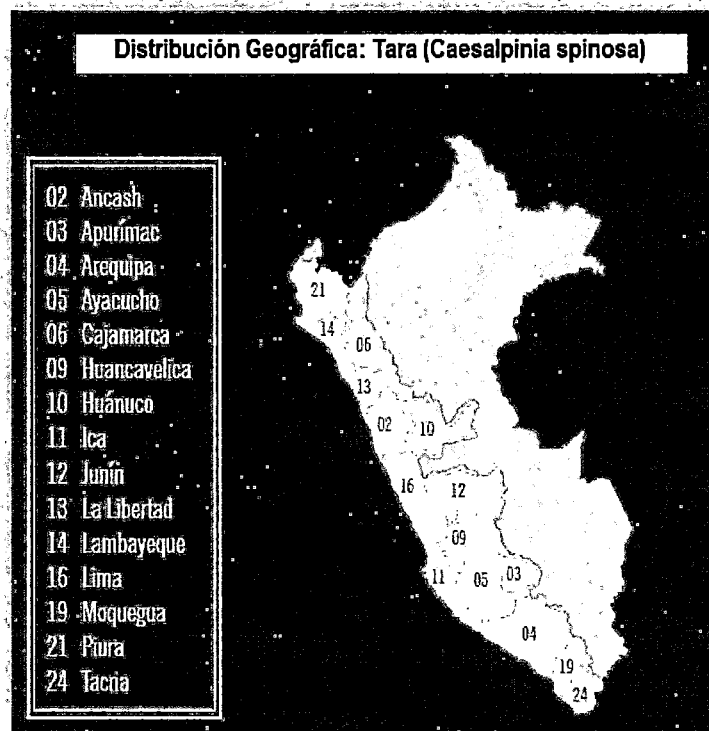 Distribución Geográfica: Tara (Caesalpinia spinosa)
02 Ancash
03 Apurímac
04 Arequipa
05 Ayacucho
06 Cajamarca
09 Huancavelica
10 Huánuco
11 Ica
12 Junín
13 La Libertad
14 Lambayeque
16 Lima
19 Moquegua
21 Piura
24 Tacna
21
14
06
13
02
10
16
12
09
11
05
03
04
19
24